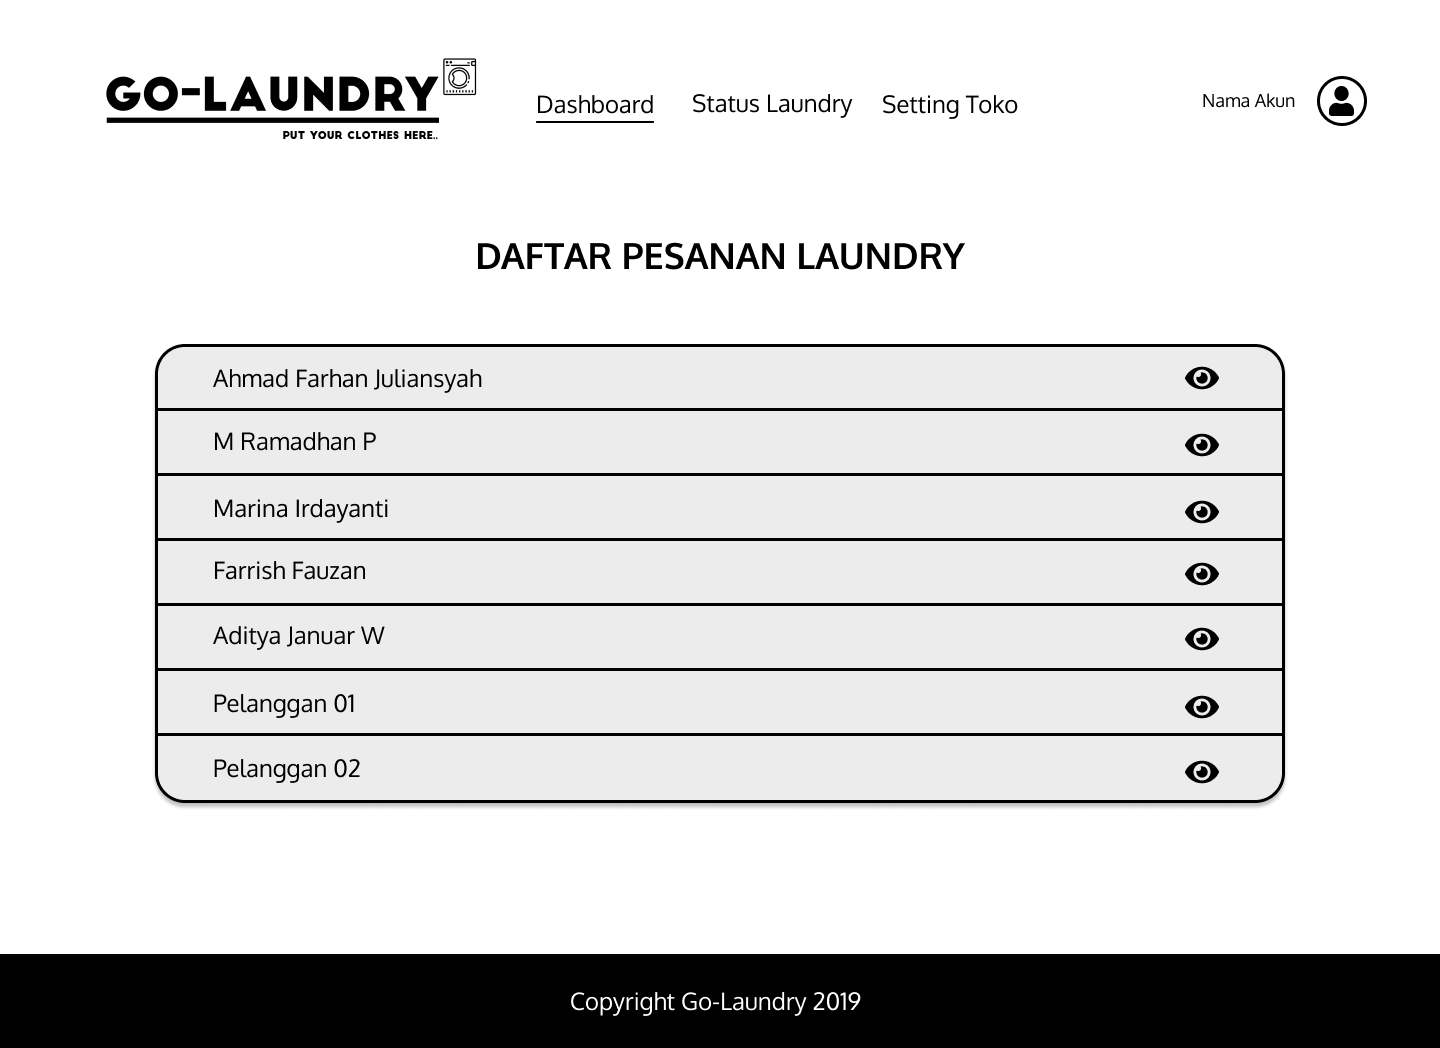 GO-LAUNDRY
PUT YOUR CLOTHES HERE..
Dashboard
Status Laundry
Setting Toko
Nama Akun
DAFTAR PESANAN LAUNDRY
Ahmad Farhan Juliansyah
M Ramadhan P
Marina Irdayanti
Farrish Fauzan
Aditya Januar W
Pelanggan 01
Pelanggan 02
Copyright Go-Laundry 2019